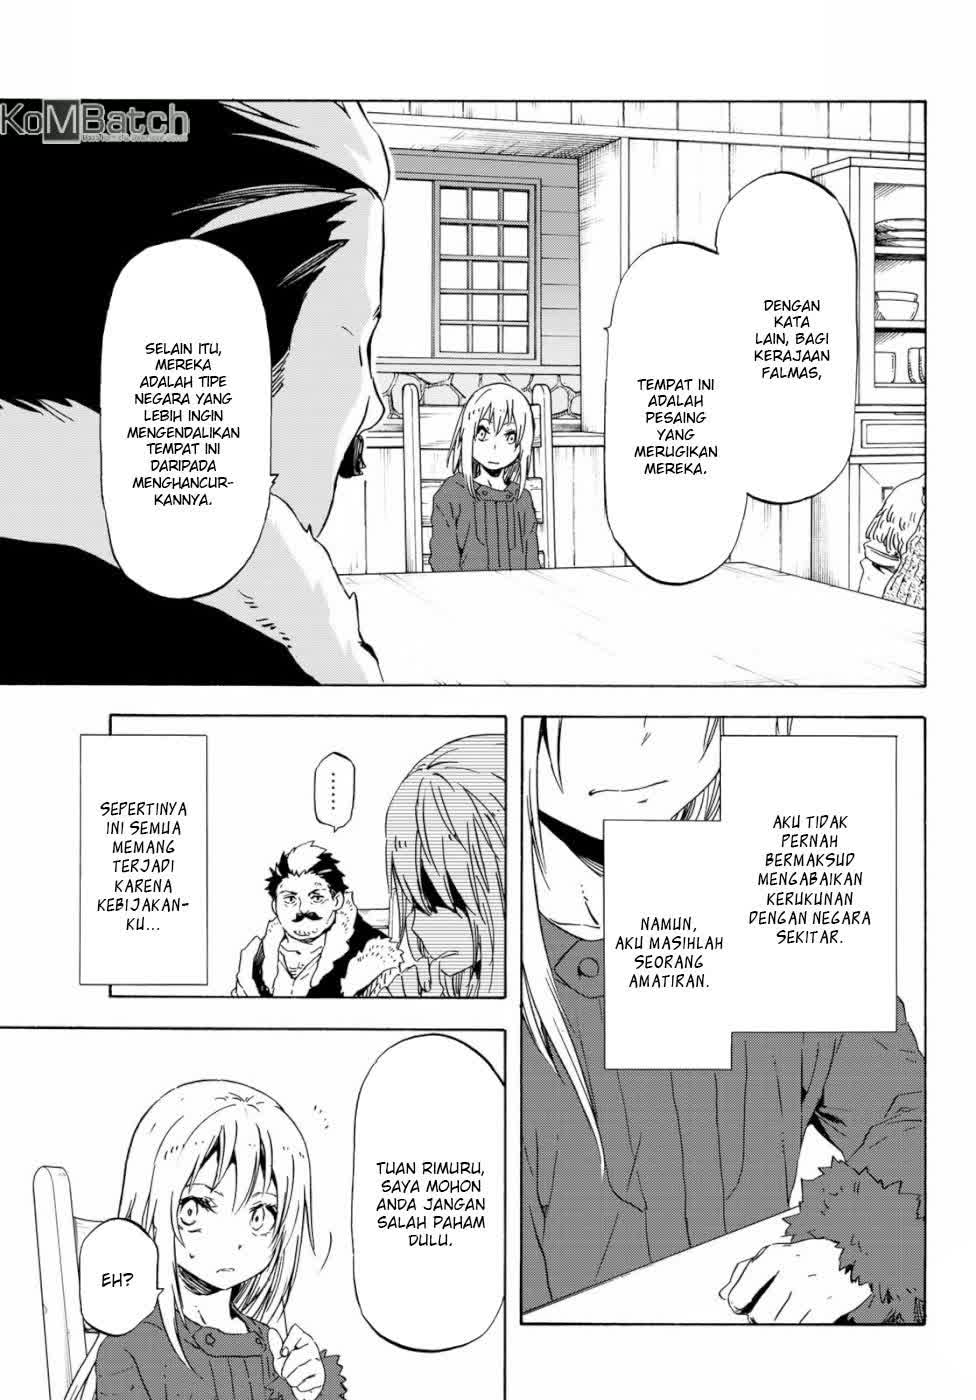 KoMBatch
DENGAN
KATA
LAIN, BAGI
KERAJAAN
FALMAS,
TEMPAT INI
ADALAH
PESAING
YANG
MERUGIKAN
MEREKA.
SELAIN ITU,
MEREKA
ADALAH TIPE
NEGARA YANG
LEBIH INGIN
MENGENDALIKAN
TEMPAT INI
DARIPADA
MENGHANCUR-
KANNYA.
AKU TIDAK
PERNAH
BERMAKSUD
MENGABAIKAN
KERUKUNAN
DENGAN NEGARA
SEKITAR.
NAMUN,
AKU MASIHLAH
SEORANG
AMATIRAN.
......
SEPERTINYA
INI SEMUA
MEMANG
TERJADI
KARENA
KEBIJAKAN-
KU...
TUAN RIMURU,
SAYA MOHON
ANDA JANGAN
SALAH PAHAM
DULU.
EH?